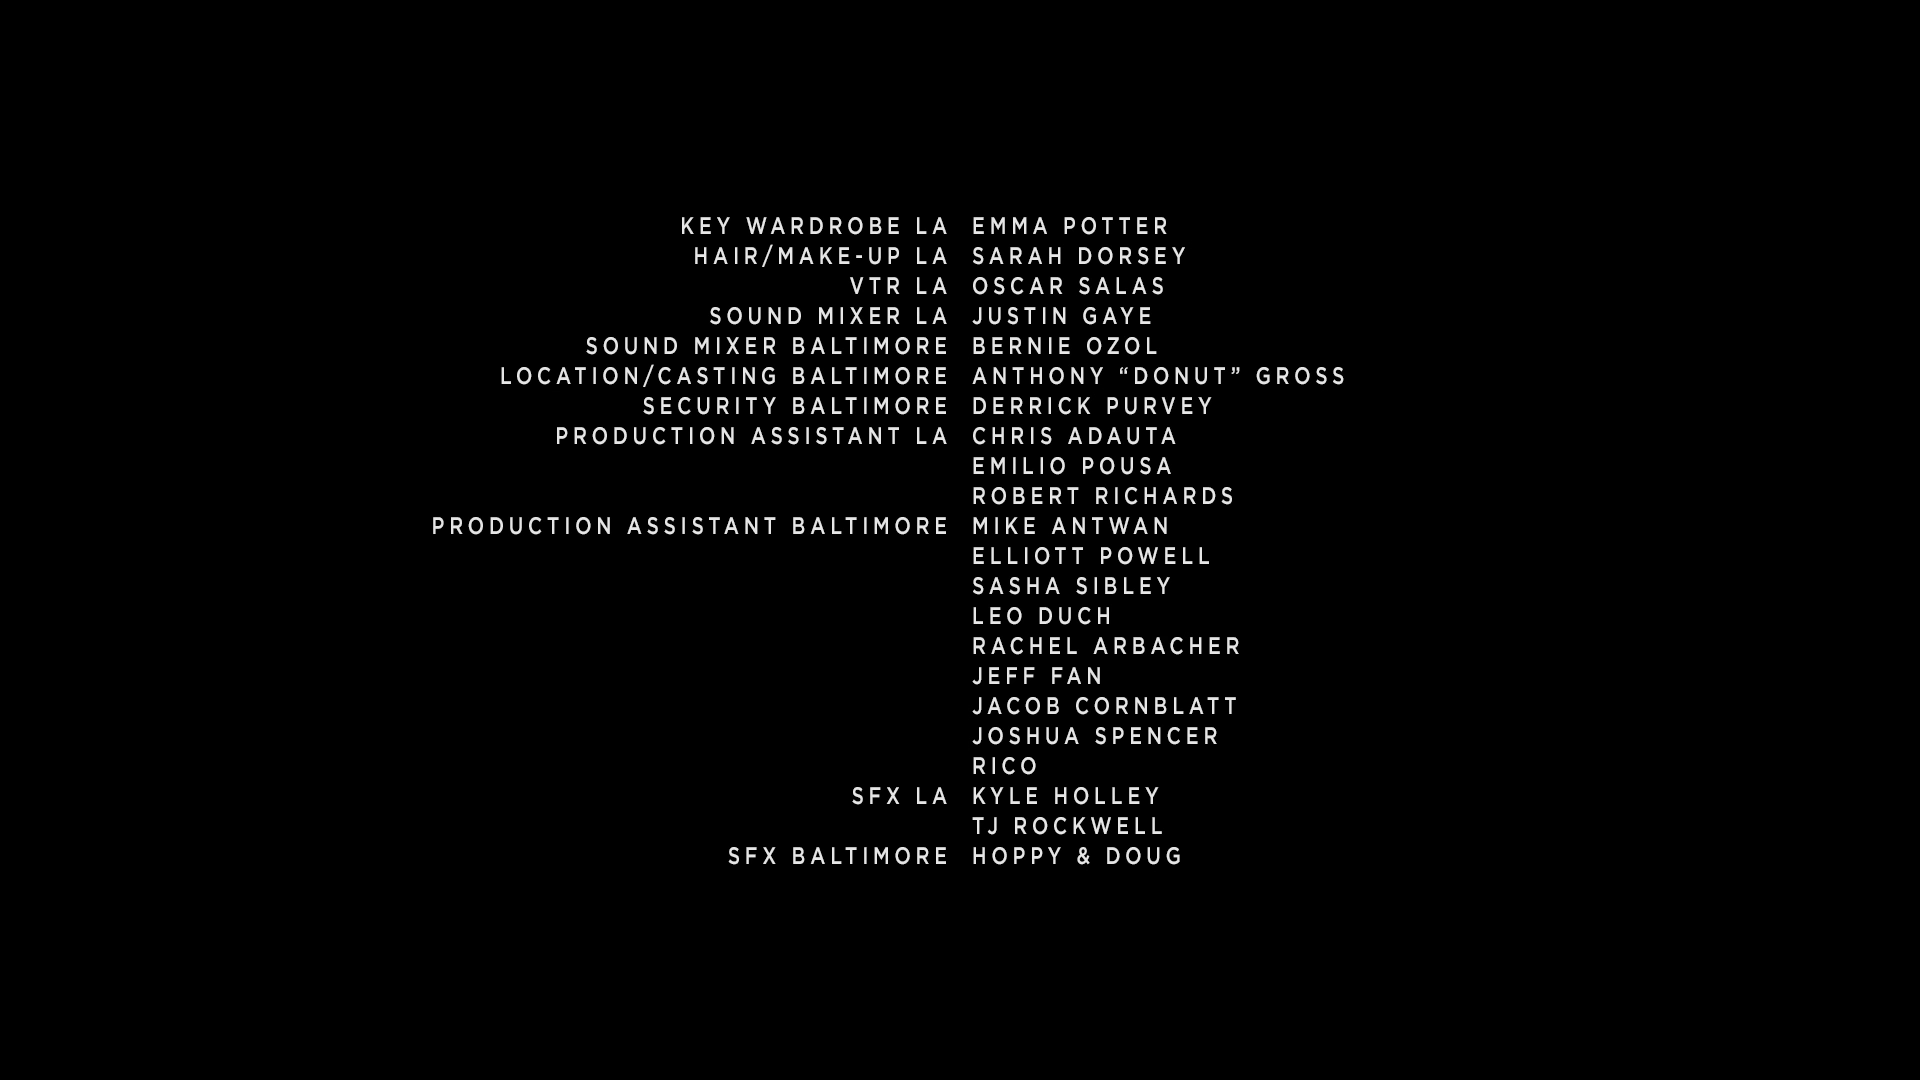 KEY WARDROBE LA EMMA POTTER
HAIR/MAKE-UP LA SARAH DORSEY
VTR LA OSCAR SALAS
SOUND MIXER LA JUSTIN GAYE
SOUND MIXER BALTIMORE BERNIE OZOL
LOCATION/CASTING BALTIMORE ANTHONY “DONUT” GROSS
SECURITY BALTIMORE DERRICK PURVEY
PRODUCTION ASSISTANT LA CHRIS ADAUTA
EMILIO POUSA
ROBERT RICHARDS
PRODUCTION ASSISTANT BALTIMORE MIKE ANTWAN
ELLIOTT POWELL
SASHA SIBLEY
LEO DUCH
RACHEL ARBACHER
JEFF FAN
JACOB CORNBLATT
JOSHUA SPENCER
RICO
SFX LA KYLE HOLLEY
TJ ROCKWELL
SFX BALTIMORE HOPPY & DOUG